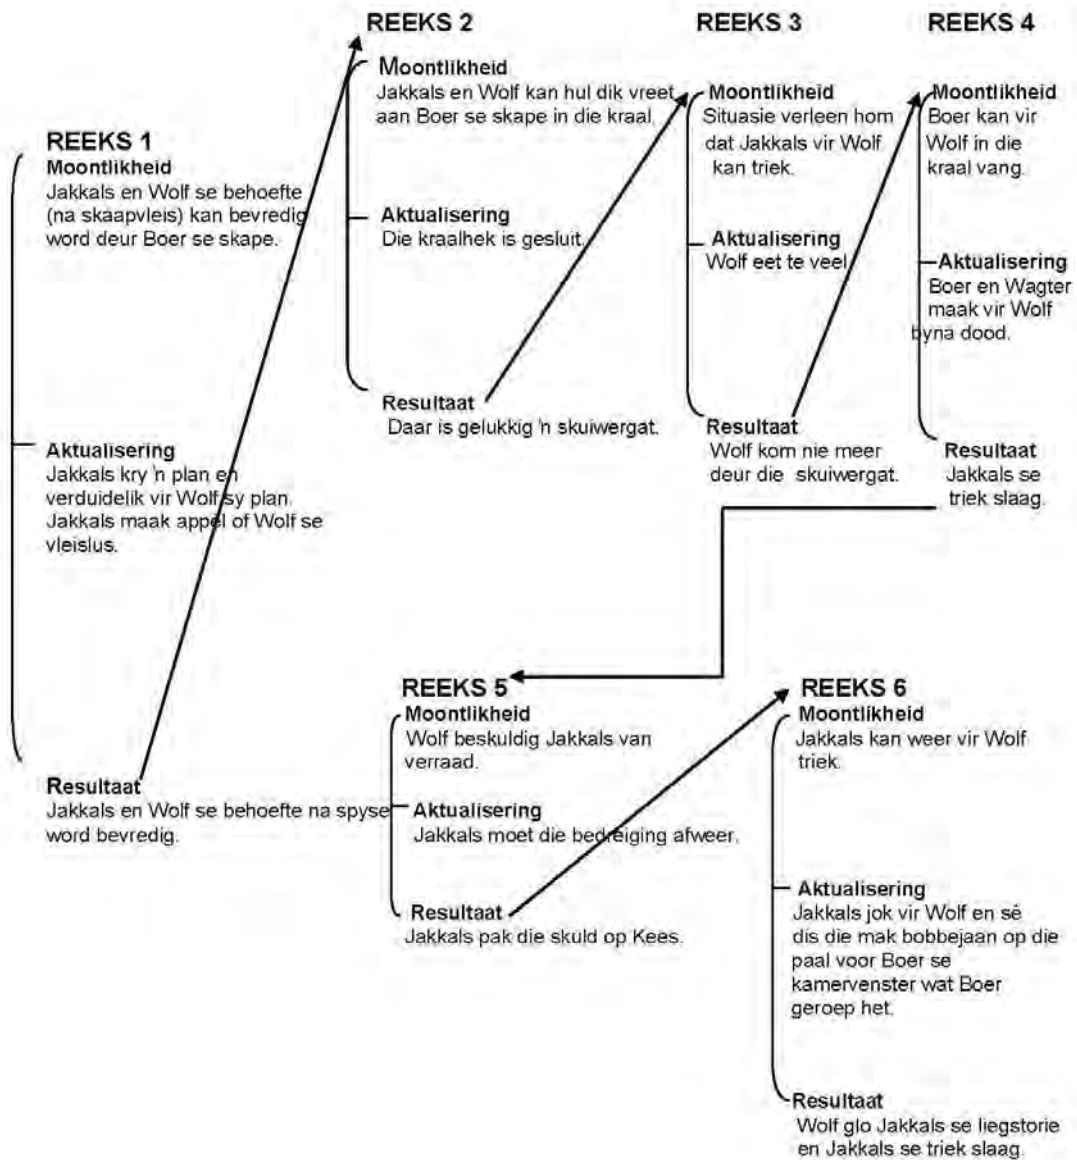 REEKS 1
Moontlikheid
Jakkals en Wolf se behoefte
(na skaapvleis) kan bevredig
word deur Boer se skape.
Aktualisering
Jakkals kry 'n plan en
verduidelik vir Wolf sy plan.
Jakkals maak appèl of Wolf se
vleislus.
Resultaat
Jakkals en Wolf se behoefte na spyse
word bevredig.
REEKS 2
Moontlikheid
Jakkals en Wolf kan hul dik vreet
aan Boer se skape in die kraal.
Aktualisering
Die kraalhek is gesluit.
Resultaat
Daar is gelukkig 'n skuiwergat.
REEKS 3
Moontlikheid
Situasie verleen hom
dat Jakkals vir Wolf
kan triek.
Aktualisering
Wolf eet te veel
Resultaat
Wolf kom nie meer
deur die skuiwergat.
REEKS 4
Moontlikheid
Boer kan vir
Wolf in die
kraal vang.
Aktualisering
Boer en Wagter
maak vir Wolf
byna dood.
Resultaat
Jakkals se
triek slaag.
REEKS 5
Moontlikheid
Wolf beskuldig Jakkals van
verraad.
Aktualisering
Jakkals moet die bedreiging afweer.
Resultaat
Jakkals pak die skuld op Kees.
REEKS 6
Moontlikheid
Jakkals kan weer vir Wolf
triek.
Aktualisering
Jakkals jok vir Wolf en sê
dis die mak bobbejaan op die
paal voor Boer se
kamervenster wat Boer
geroep het.
Resultaat
Wolf glo Jakkals se liegstorie
en Jakkals se triek slaag.